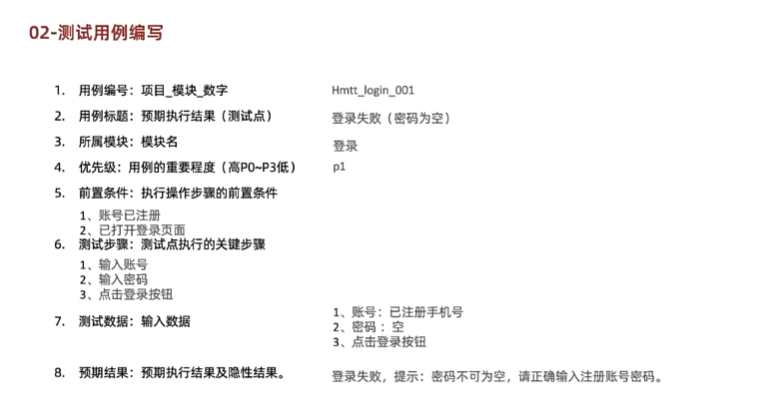 02-测试用例编写
1. 用例编号：项目_模块_数字 Hmtt_login_001
2. 用例标题：预期执行结果（测试点） 登录失败（密码为空）
3. 所属模块：模块名 登录
4. 优先级：用例的重要程度（高P0~P3低） p1
5. 前置条件：执行操作步骤的前置条件
1、账号已注册
2、已打开登录页面
6. 测试步骤：测试点执行的关键步骤
1、输入账号
2、输入密码
3、点击登录按钮
7. 测试数据：输入数据
1、账号：已注册手机号
2、密码 ：空
3、点击登录按钮
8. 预期结果：预期执行结果及隐性结果。 登录失败，提示：密码不可为空，请正确输入注册账号密码。